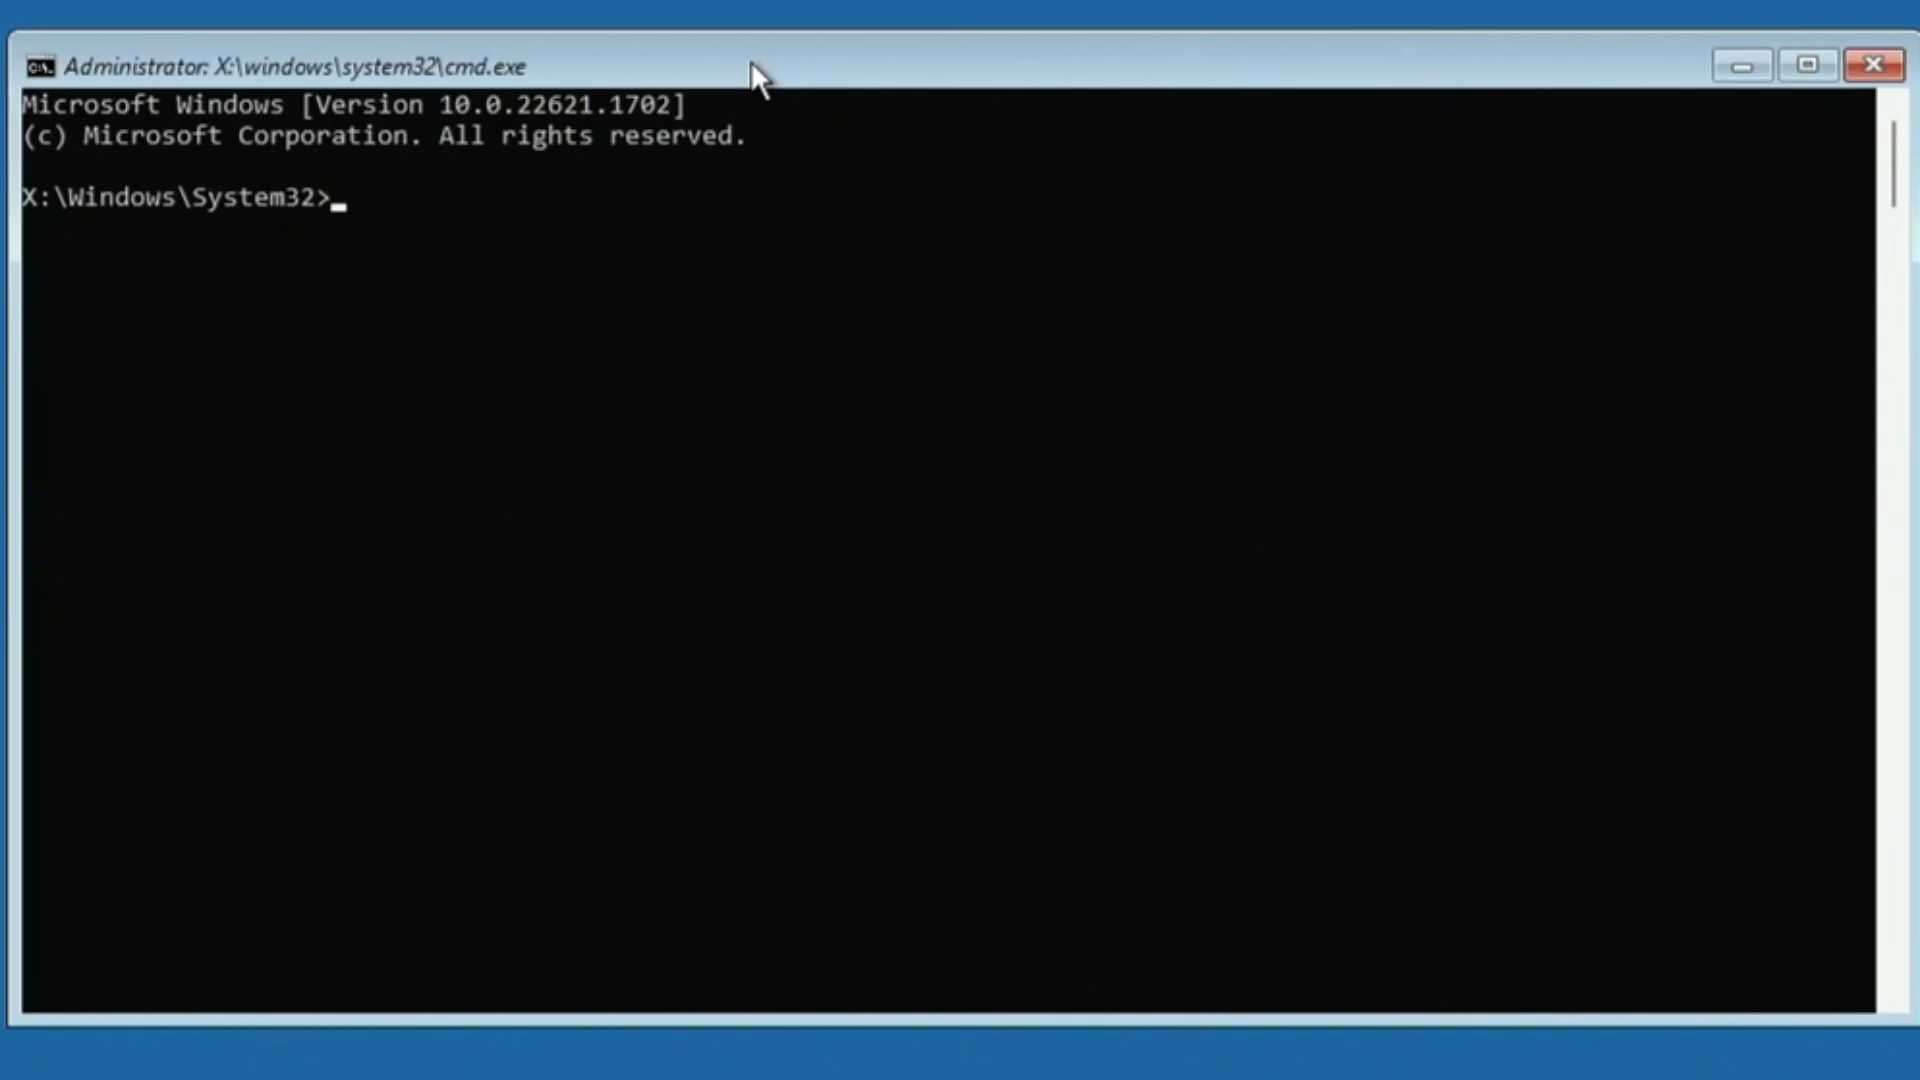 Administrator: X:\windows\system32\cmd.exe
Microsoft Windows [Version 10.0.22621.1702]
(c) Microsoft Corporation. All rights reserved.
X:\Windows\System32>